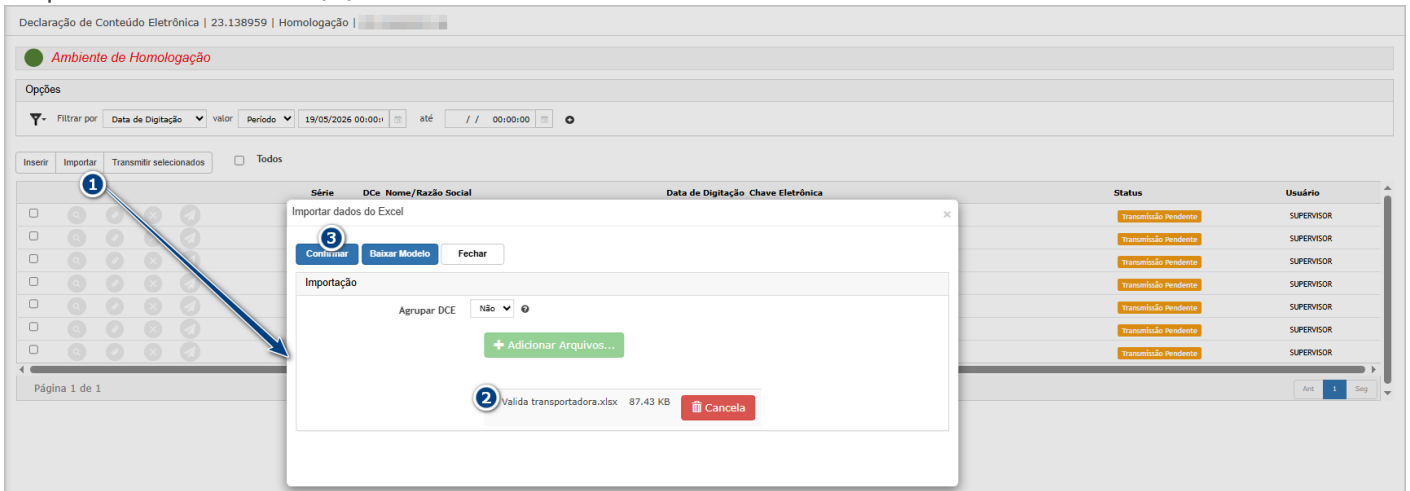 Declaração de Conteúdo Eletrônica | 23.138959 | Homologação |
Ambiente de Homologação
Opções
Filtrar por Data de Digitação valor Período 19/05/2026 00:00:( até / / 00:00:00
Inserir Importar Transmitir selecionados Todos
1
Série DCe Nome/Razão Social Data de Digitação Chave Eletrônica Status Usuário
Importar dados do Excel ×
Transmissão Pendente SUPERVISOR
3
Transmissão Pendente SUPERVISOR
Confirmar Baixar Modelo Fechar
Transmissão Pendente SUPERVISOR
Importação
Transmissão Pendente SUPERVISOR
Agrupar DCE Não
Transmissão Pendente SUPERVISOR
Transmissão Pendente SUPERVISOR
+ Adicionar Arquivos...
Transmissão Pendente SUPERVISOR
Página 1 de 1 Ant 1 Seg
2 Valida transportadora.xlsx 87.43 KB Cancela